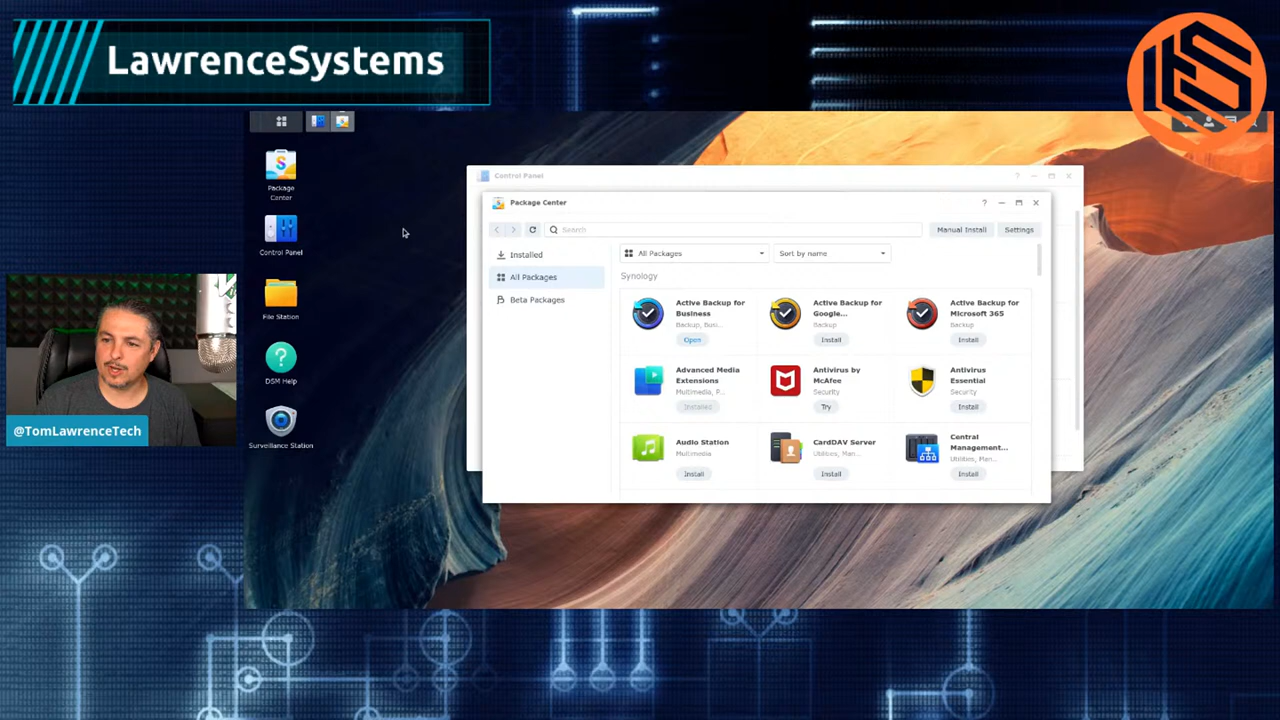 LawrenceSystems
Package
Center
Control Panel
File Station
DSM Help
Surveillance Station
@TomLawrenceTech
Control Panel
Package Center
Search
Manual Install
Settings
Installed
All Packages
Beta Packages
All Packages
Sort by name
Synology
Active Backup for
Business
Backup, Busi...
Open
Active Backup for
Google...
Backup
Install
Active Backup for
Microsoft 365
Backup
Install
Advanced Media
Extensions
Multimedia, P...
Installed
Antivirus by
McAfee
Security
Try
Antivirus
Essential
Security
Install
Audio Station
Multimedia
Install
CardDAV Server
Utilities, Man...
Install
Central
Management...
Utilities, Man...
Install